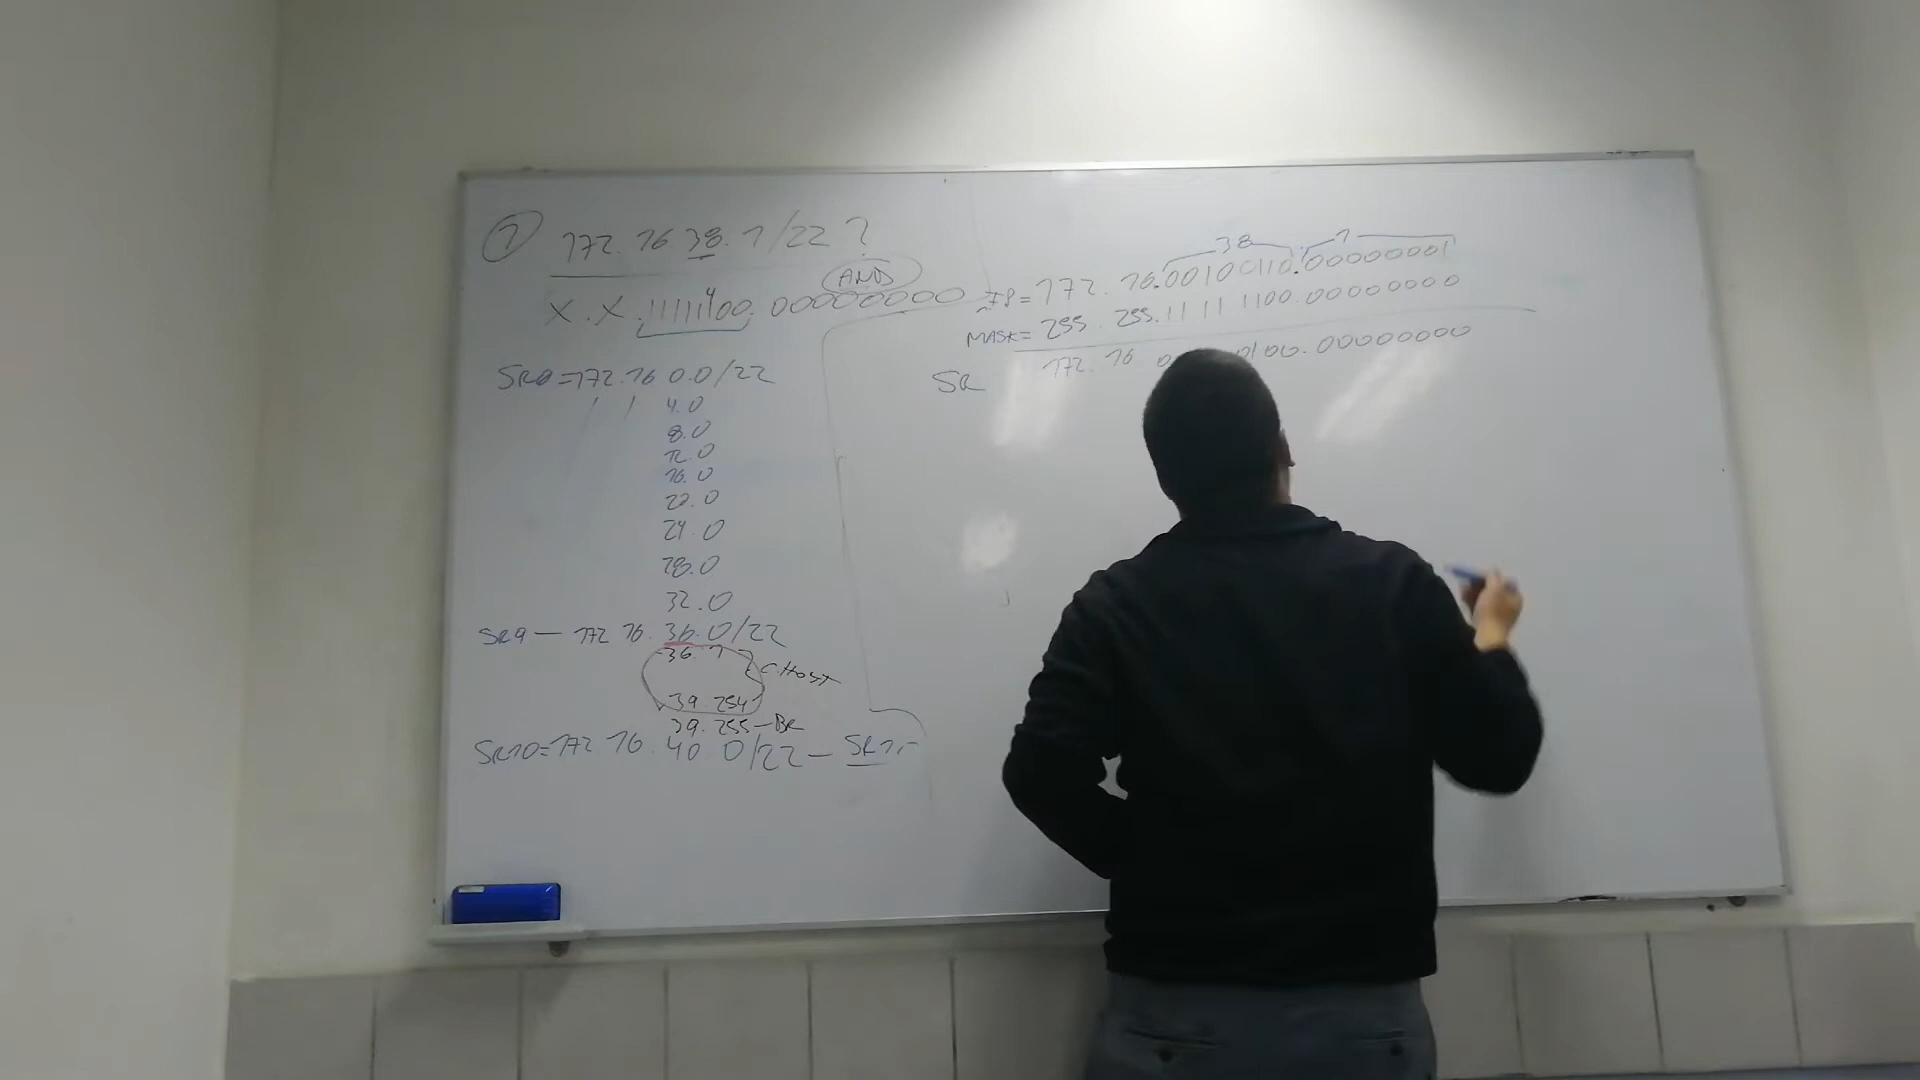 1 172.16 38.1/22 ?
AND
X.X.11111100.00000000
4
SR0=172.16 0.0/22
4.0
8.0
12.0
16.0
20.0
24.0
28.0
32.0
SR9 — 172 16.36.0/22
36.1
C.HOST
39.254
39.255 — BR
SR10=172 16.40 0/22 —
38 1
IP=172.16.00100110.00000001
MASK=255.255.11111100.00000000
172.16 0 0100.00000000
SR